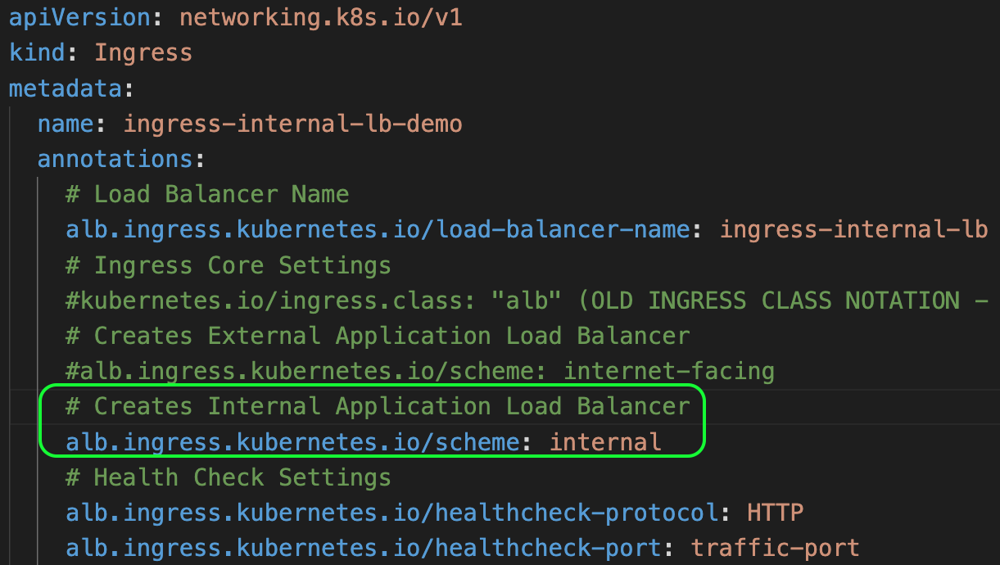 apiVersion: networking.k8s.io/v1
kind: Ingress
metadata:
  name: ingress-internal-lb-demo
  annotations:
    # Load Balancer Name
    alb.ingress.kubernetes.io/load-balancer-name: ingress-internal-lb
    # Ingress Core Settings
    #kubernetes.io/ingress.class: "alb" (OLD INGRESS CLASS NOTATION -
    # Creates External Application Load Balancer
    #alb.ingress.kubernetes.io/scheme: internet-facing
    # Creates Internal Application Load Balancer
    alb.ingress.kubernetes.io/scheme: internal
    # Health Check Settings
    alb.ingress.kubernetes.io/healthcheck-protocol: HTTP
    alb.ingress.kubernetes.io/healthcheck-port: traffic-port